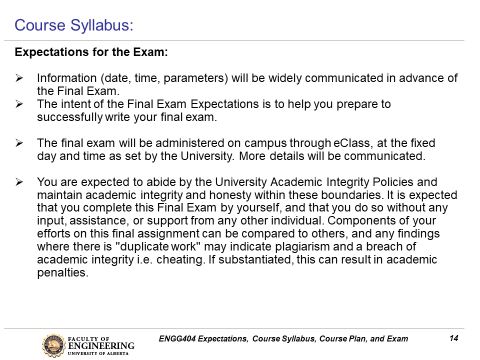 Course Syllabus:
Expectations for the Exam:
➢ Information (date, time, parameters) will be widely communicated in advance of
the Final Exam.
➢ The intent of the Final Exam Expectations is to help you prepare to
successfully write your final exam.
➢ The final exam will be administered on campus through eClass, at the fixed
day and time as set by the University. More details will be communicated.
➢ You are expected to abide by the University Academic Integrity Policies and
maintain academic integrity and honesty within these boundaries. It is expected
that you complete this Final Exam by yourself, and that you do so without any
input, assistance, or support from any other individual. Components of your
efforts on this final assignment can be compared to others, and any findings
where there is "duplicate work" may indicate plagiarism and a breach of
academic integrity i.e. cheating. If substantiated, this can result in academic
penalties.
FACULTY OF
ENGINEERING
UNIVERSITY OF ALBERTA
ENGG404 Expectations, Course Syllabus, Course Plan, and Exam
14